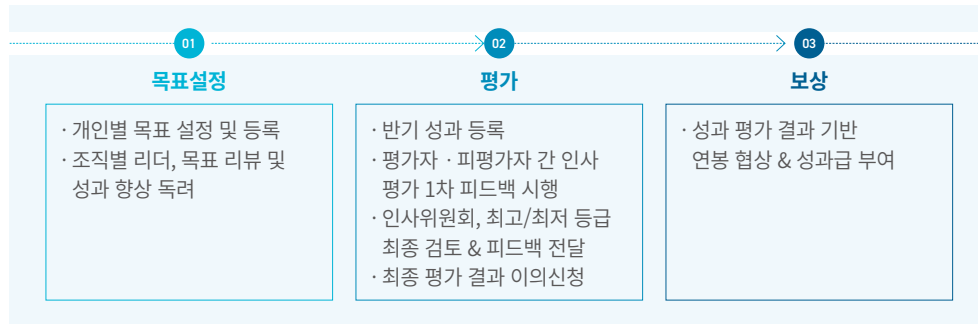 01
목표설정
· 개인별 목표 설정 및 등록
· 조직별 리더, 목표 리뷰 및
성과 향상 독려
02
평가
· 반기 성과 등록
· 평가자 · 피평가자 간 인사
평가 1차 피드백 시행
· 인사위원회, 최고/최저 등급
최종 검토 & 피드백 전달
· 최종 평가 결과 이의신청
03
보상
· 성과 평가 결과 기반
연봉 협상 & 성과급 부여